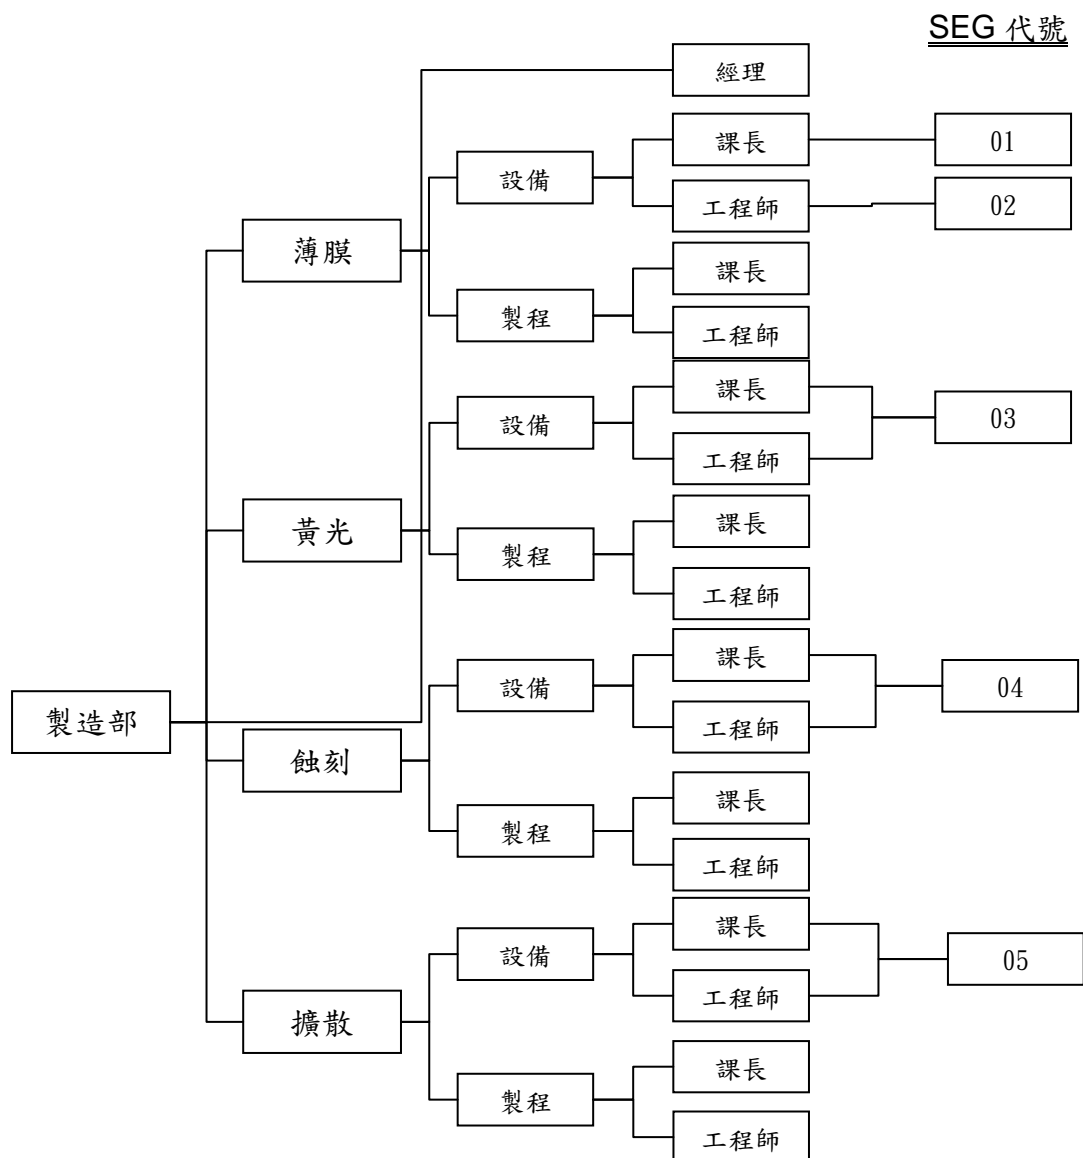 SEG 代號
經理
課長
01
設備
工程師
02
薄膜
課長
製程
工程師
課長
設備
03
工程師
黃光
課長
製程
工程師
課長
設備
04
製造部
工程師
蝕刻
課長
製程
工程師
課長
設備
05
工程師
擴散
課長
製程
工程師